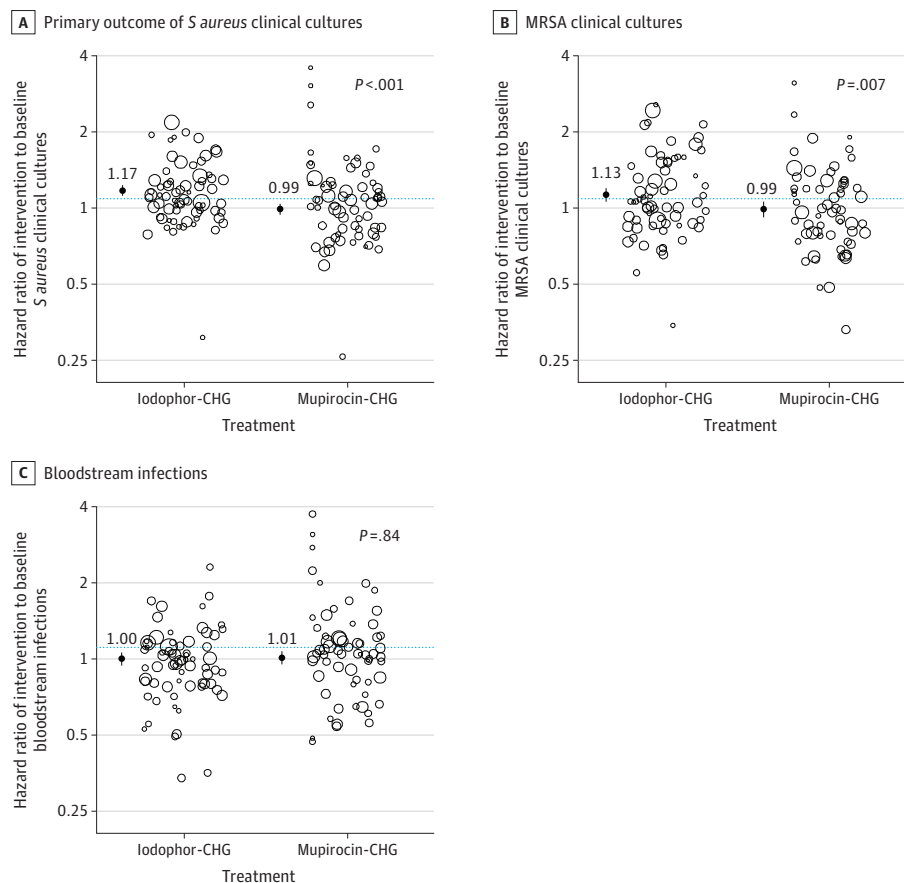 A Primary outcome of S aureus clinical cultures
Hazard ratio of intervention to baseline
S aureus clinical cultures
4
2
1
0.5
0.25
P<.001
1.17
0.99
Iodophor-CHG Mupirocin-CHG
Treatment
B MRSA clinical cultures
Hazard ratio of intervention to baseline
MRSA clinical cultures
4
2
1
0.5
0.25
P=.007
1.13
0.99
Iodophor-CHG Mupirocin-CHG
Treatment
C Bloodstream infections
Hazard ratio of intervention to baseline
bloodstream infections
4
2
1
0.5
0.25
P=.84
1.00
1.01
Iodophor-CHG Mupirocin-CHG
Treatment